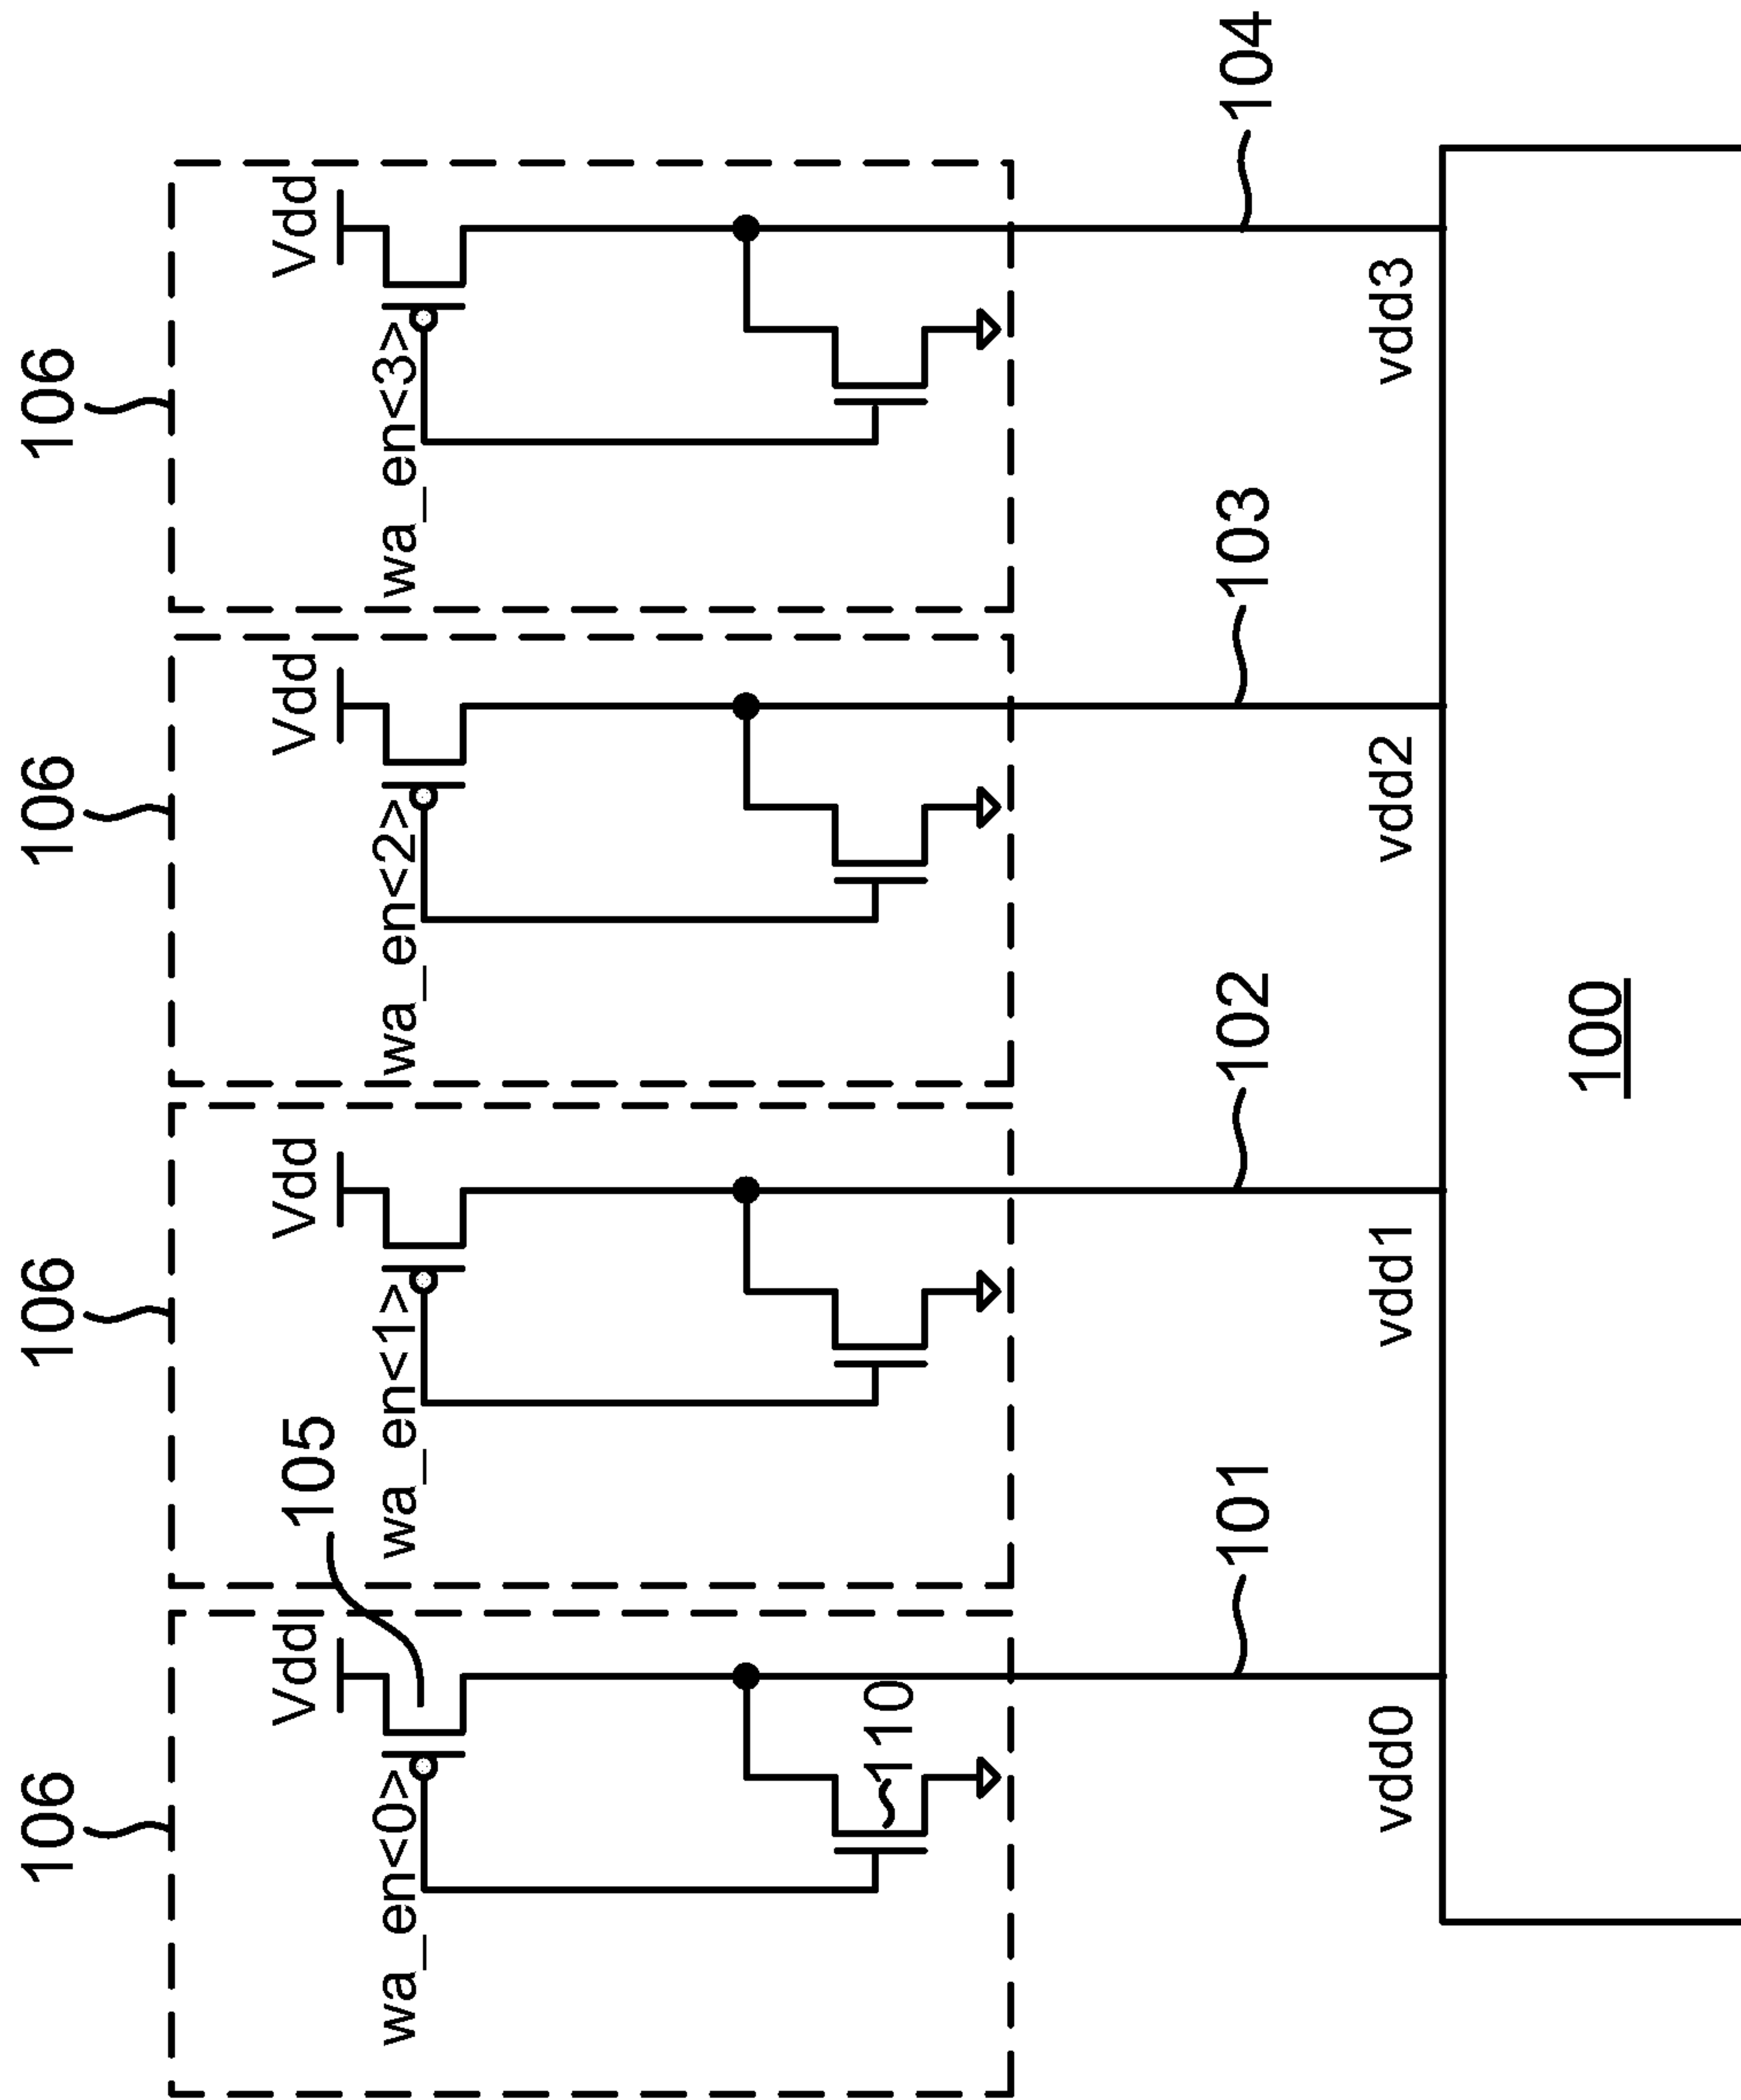 106
106
106
106
Vdd
Vdd
Vdd
Vdd
105
wa_en<0>
wa_en<1>
wa_en<2>
wa_en<3>
110
101
102
103
104
vdd0
vdd1
vdd2
vdd3
100